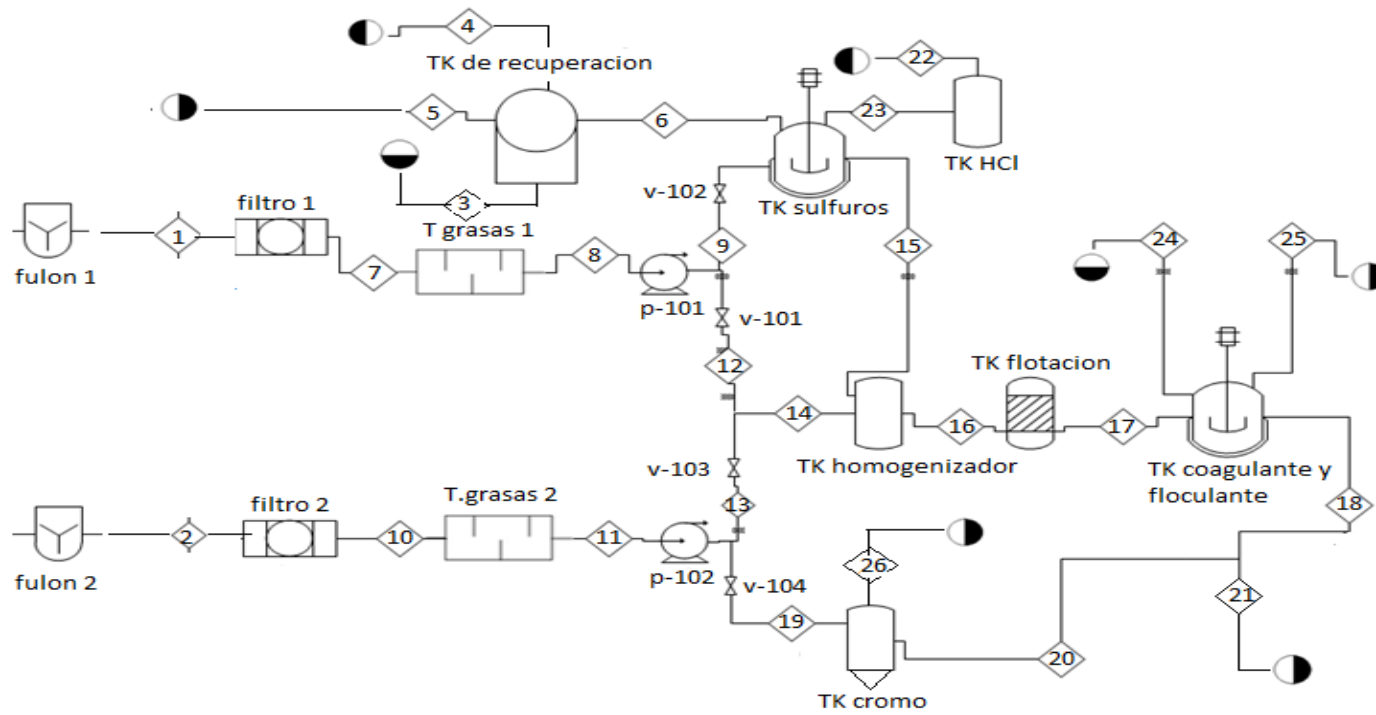 4
TK de recuperacion
22
5
6
23
TK HCl
v-102
TK sulfuros
3
filtro 1
T grasas 1
1
7
8
9
15
24
25
fulon 1
p-101
v-101
12
TK flotacion
14
16
17
TK homogenizador
TK coagulante y
floculante
v-103
18
filtro 2
T.grasas 2
13
2
10
11
fulon 2
p-102
v-104
26
21
19
20
TK cromo